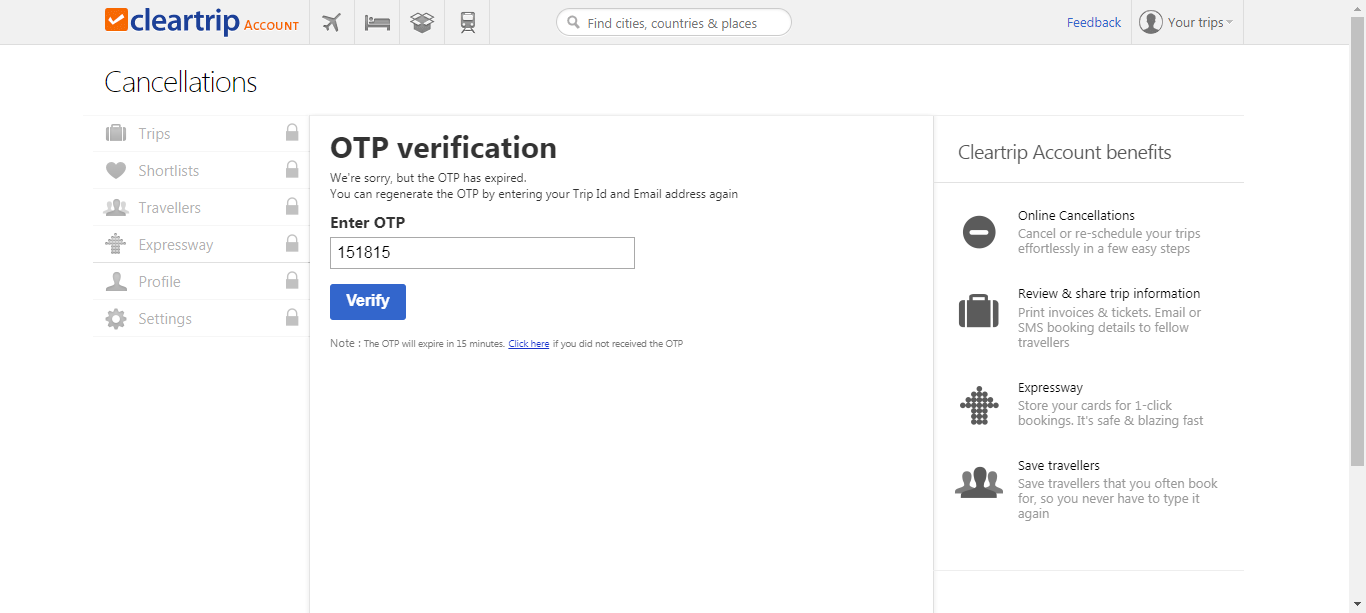 cleartrip ACCOUNT
Find cities, countries & places
Feedback
Your trips
Cancellations
Trips
Shortlists
Travellers
Expressway
Profile
Settings
OTP verification
We're sorry, but the OTP has expired.
You can regenerate the OTP by entering your Trip Id and Email address again
Enter OTP
151815
Verify
Note : The OTP will expire in 15 minutes. Click here if you did not received the OTP
Cleartrip Account benefits
Online Cancellations
Cancel or re-schedule your trips
effortlessly in a few easy steps
Review & share trip information
Print invoices & tickets. Email or
SMS booking details to fellow
travellers
Expressway
Store your cards for 1-click
bookings. It's safe & blazing fast
Save travellers
Save travellers that you often book
for, so you never have to type it
again